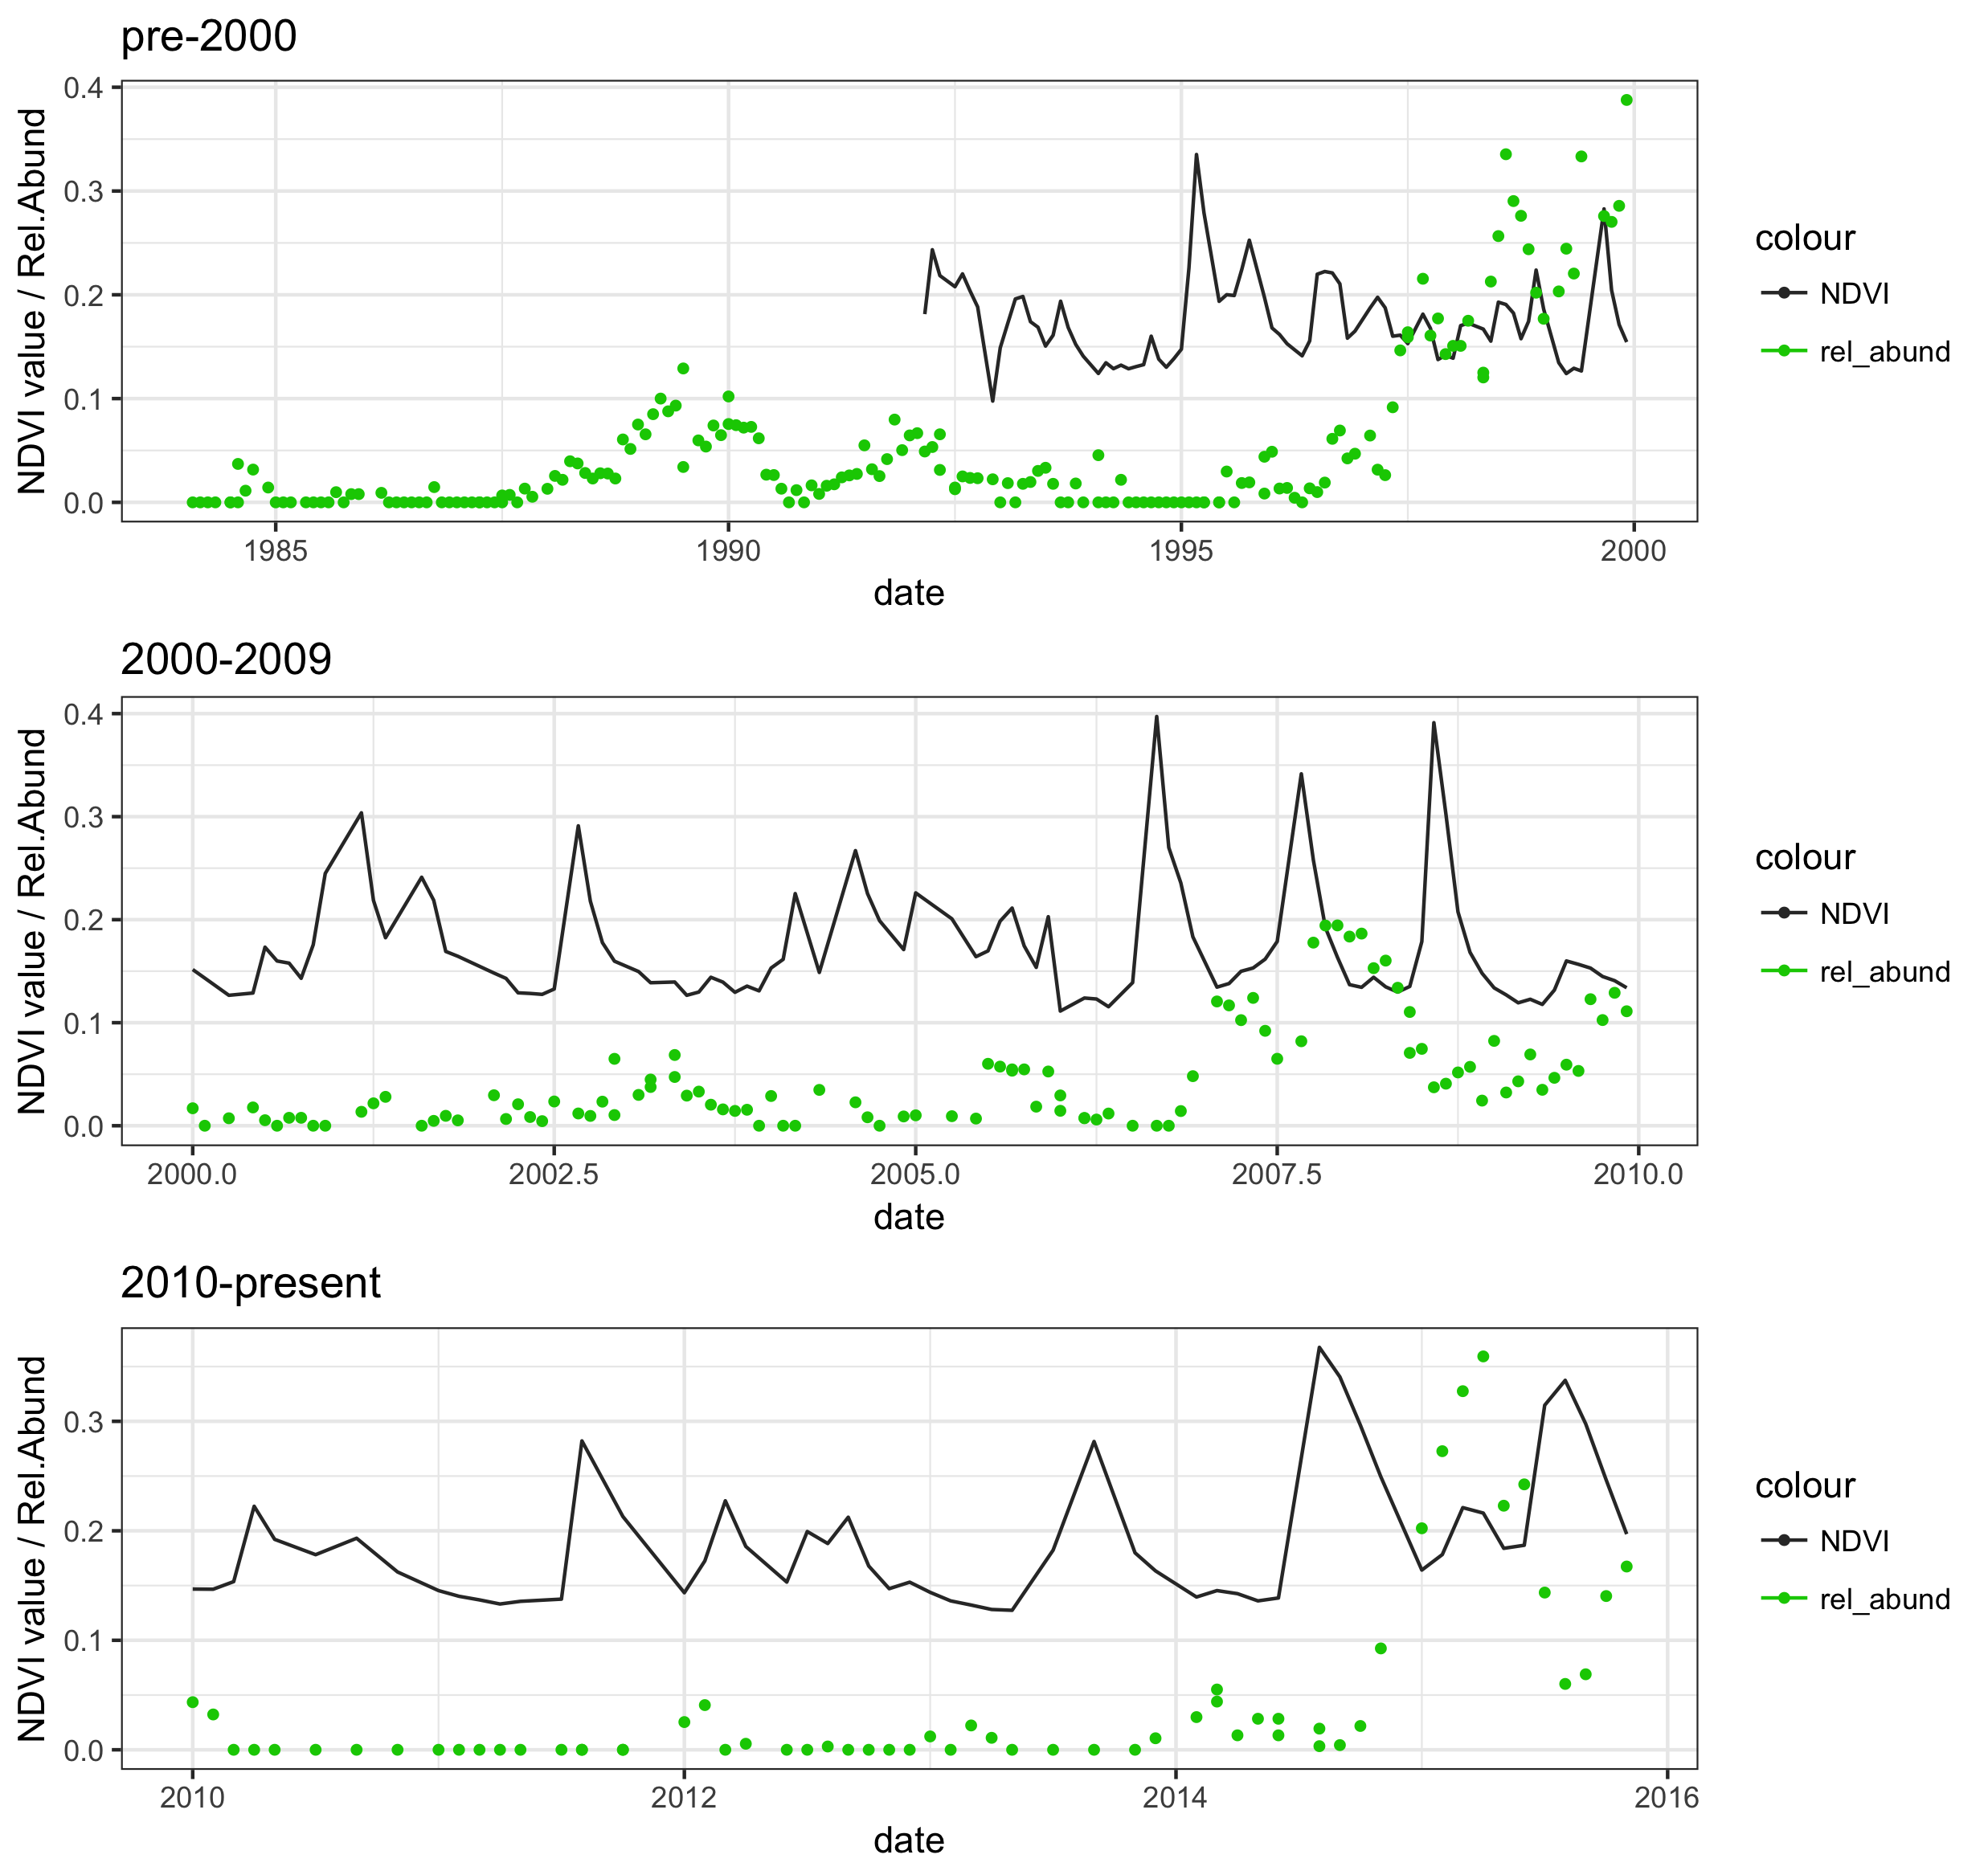 pre-2000
NDVI value / Rel.Abund
0.4
0.3
0.2
0.1
0.0
1985 1990 1995 2000
date
colour
NDVI
rel_abund
2000-2009
NDVI value / Rel.Abund
0.4
0.3
0.2
0.1
0.0
2000.0 2002.5 2005.0 2007.5 2010.0
date
colour
NDVI
rel_abund
2010-present
NDVI value / Rel.Abund
0.3
0.2
0.1
0.0
2010 2012 2014 2016
date
colour
NDVI
rel_abund